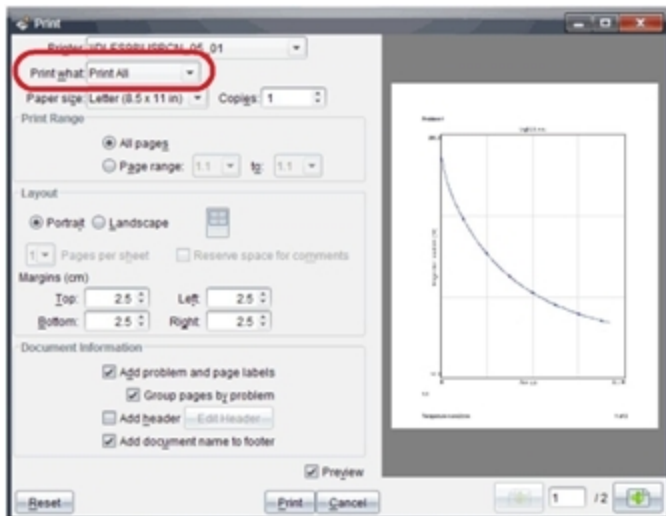 Print
Printer:
Print what: Print All
Paper size: Letter (8.5 x 11 in) Copies: 1
Print Range
All pages
Page range: 1.1 to: 1.1
Layout
Portrait Landscape
1 Pages per sheet Reserve space for comments
Margins (cm)
Top: 2.5 Left: 2.5
Bottom: 2.5 Right: 2.5
Document Information
Add problem and page labels
Group pages by problem
Add header Edit Header
Add document name to footer
Preview
Reset Print Cancel
1 / 2